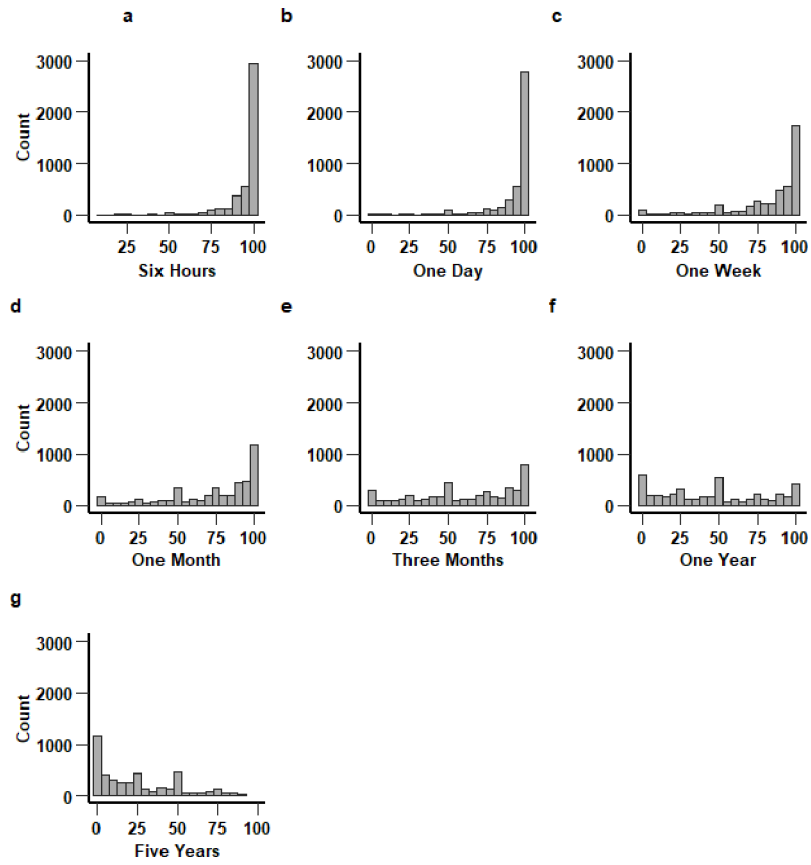 a b c
3000 3000 3000
2000 2000 2000
1000 1000 1000
0 0 0
Count
25 50 75 100 0 25 50 75 100 0 25 50 75 100
Six Hours One Day One Week
d e f
3000 3000 3000
2000 2000 2000
1000 1000 1000
0 0 0
Count
0 25 50 75 100 0 25 50 75 100 0 25 50 75 100
One Month Three Months One Year
g
3000
2000
1000
0
Count
0 25 50 75 100
Five Years